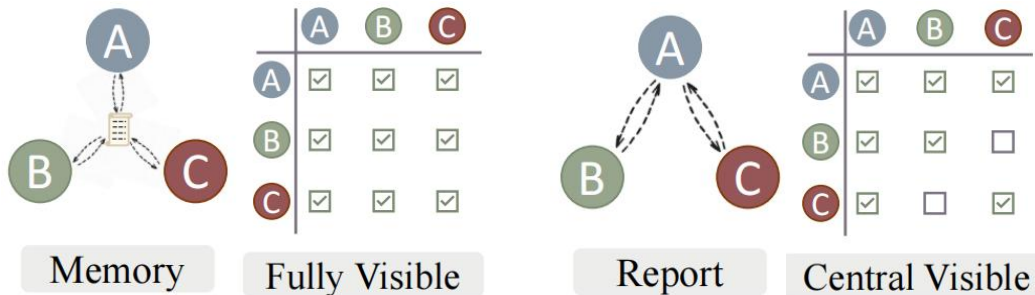 A
B C
Memory
A B C
A
B
C
Fully Visible
A
B C
Report
A B C
A
B
C
Central Visible